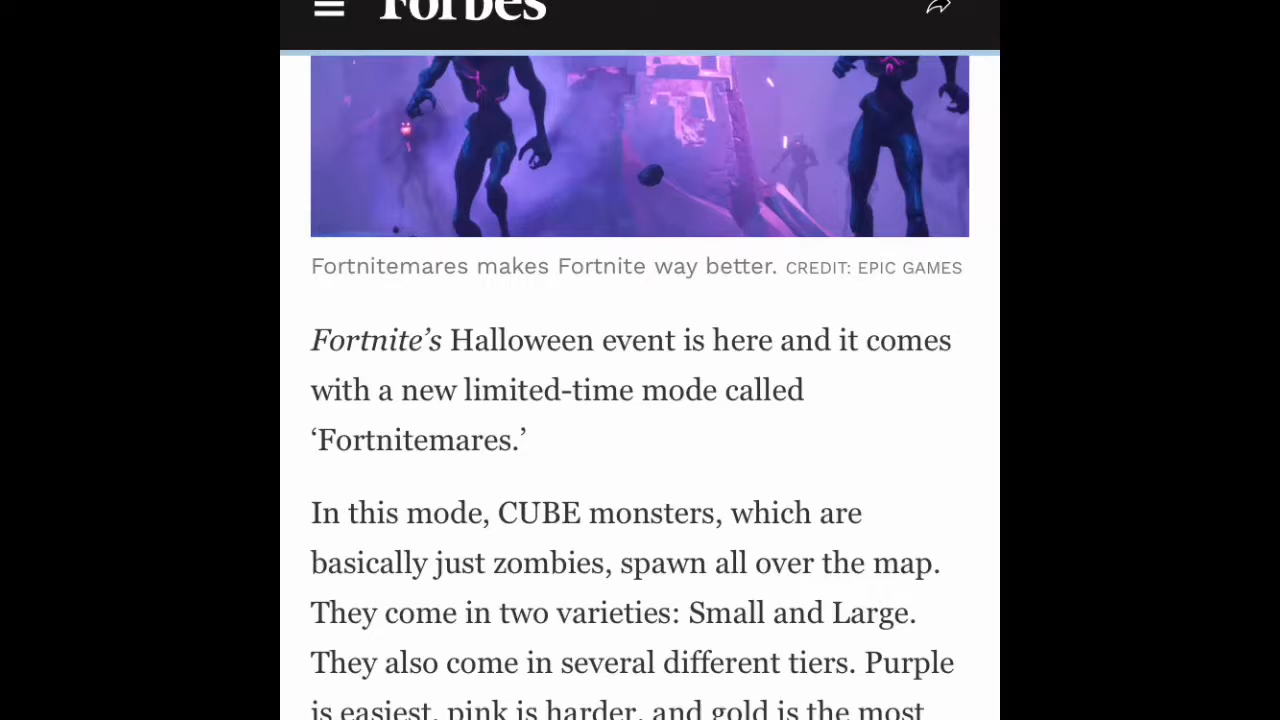 Forbes
Fortnitemares makes Fortnite way better. CREDIT: EPIC GAMES
Fortnite’s Halloween event is here and it comes
with a new limited-time mode called
‘Fortnitemares.’
In this mode, CUBE monsters, which are
basically just zombies, spawn all over the map.
They come in two varieties: Small and Large.
They also come in several different tiers. Purple
is easiest, pink is harder, and gold is the most